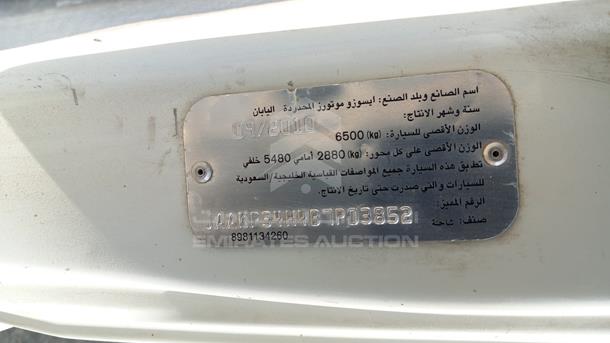 اسم الصانع وبلد الصنع: ايسوزو موتورز المحدودة اليابان
سنة وشهر الانتاج: 09/2010
الوزن الأقصى للسيارة: (kg) 6500
الوزن الأقصى على كل محور: (kg) 2880 أمامي 5480 خلفي
تطابق هذه السيارة جميع المواصفات القياسية الخليجية/السعودية
للسيارات والتي صدرت حتى تاريخ الانتاج.
الرقم المميز:
صنف: شاحنة
8981134260
EMIRATES AUCTION